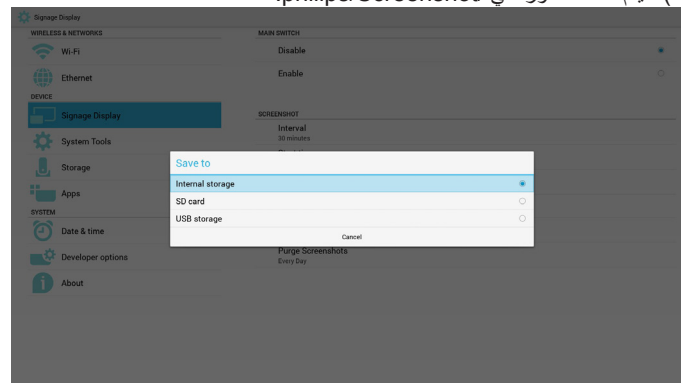 philips/Screenshot
Signage Display
WIRELESS & NETWORKS
Wi-Fi
Ethernet
DEVICE
Signage Display
System Tools
Storage
Apps
SYSTEM
Date & time
Developer options
About
MAIN SWITCH
Disable
Enable
SCREENSHOT
Interval
30 minutes
Save to
Internal storage
SD card
USB storage
Cancel
Purge Screenshots
Every Day